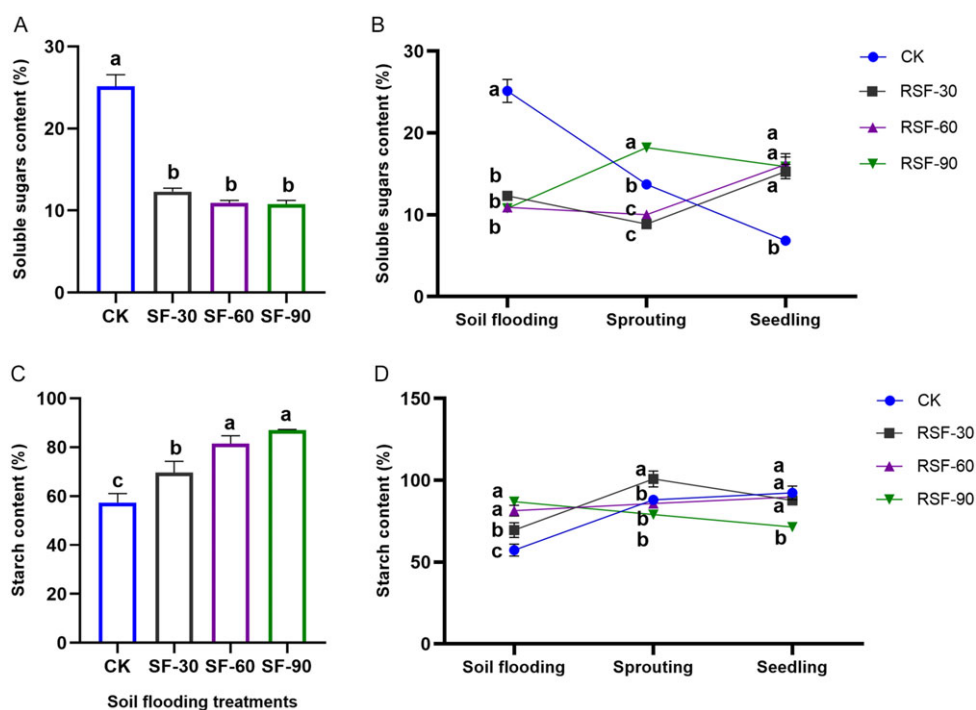 A
Soluble sugars content (%)
30
20
10
0
a
b
b
b
CK SF-30 SF-60 SF-90
B
Soluble sugars content (%)
30
20
10
0
a
b
b
b
a
b
c
c
a
a
a
b
Soil flooding Sprouting Seedling
CK
RSF-30
RSF-60
RSF-90
C
Starch content (%)
100
80
60
40
20
0
c
b
a
a
CK SF-30 SF-60 SF-90
Soil flooding treatments
D
Starch content (%)
150
100
50
0
a
a
b
c
a
b
b
b
a
a
a
b
Soil flooding Sprouting Seedling
CK
RSF-30
RSF-60
RSF-90